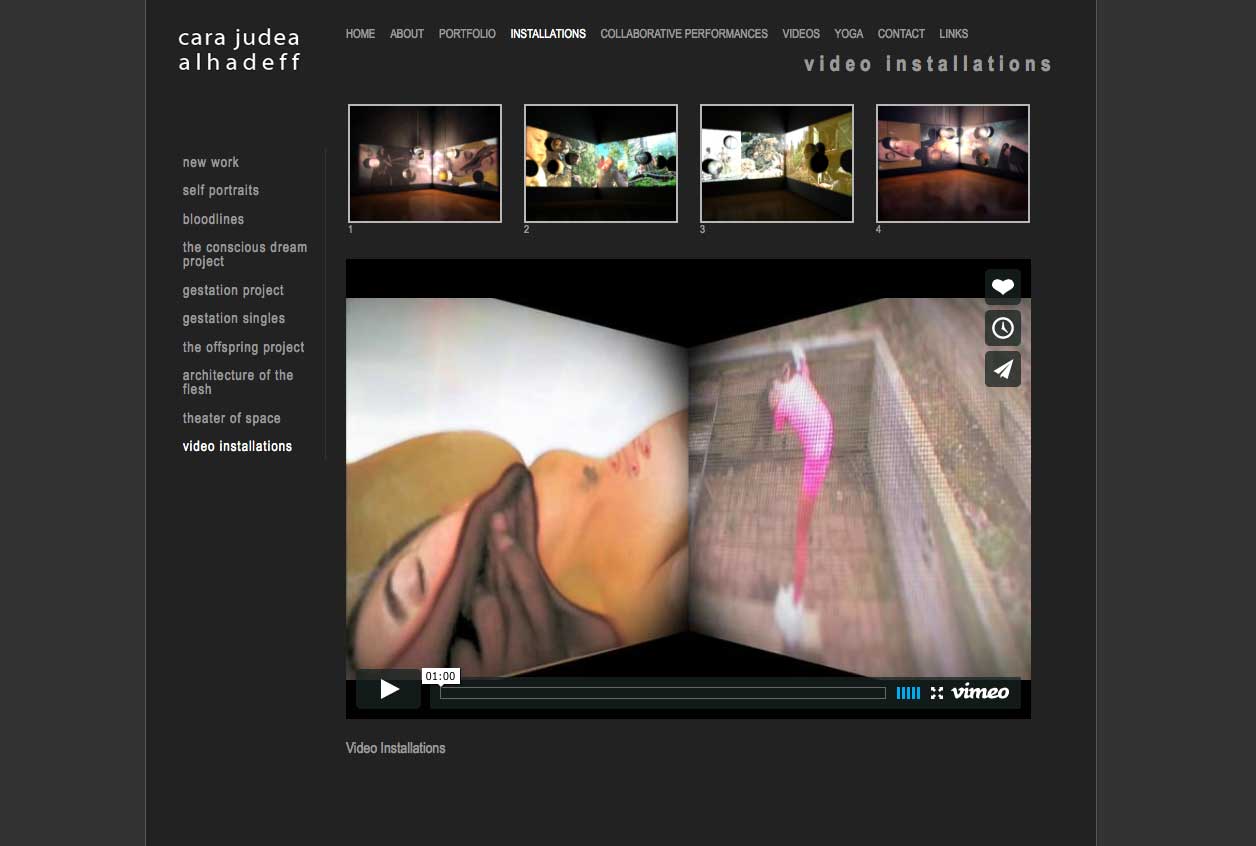 cara judea
alhadeff
HOME ABOUT PORTFOLIO INSTALLATIONS COLLABORATIVE PERFORMANCES VIDEOS YOGA CONTACT LINKS
video installations
new work
self portraits
bloodlines
the conscious dream
project
gestation project
gestation singles
the offspring project
architecture of the
flesh
theater of space
video installations
1 2 3 4
01:00
vimeo
Video Installations